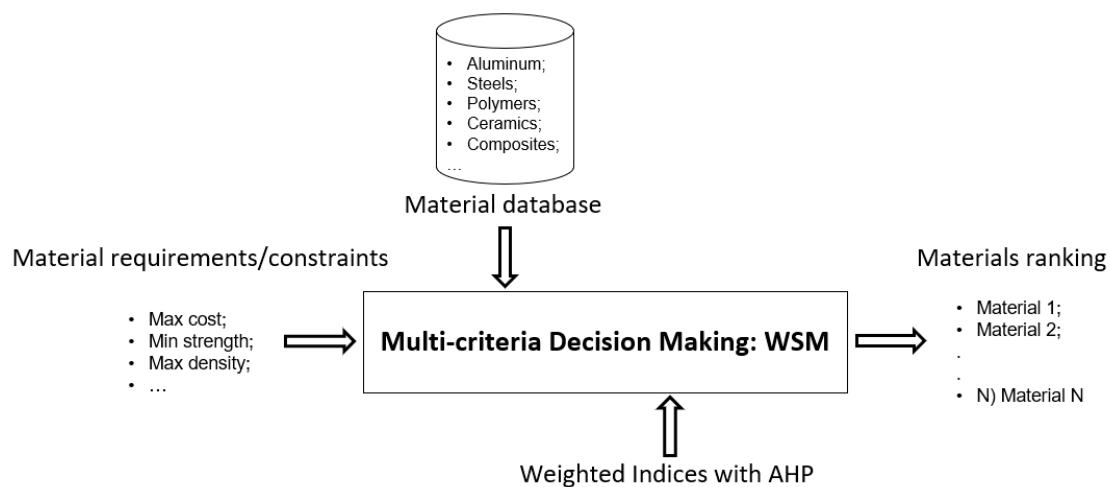 • Aluminum;
• Steels;
• Polymers;
• Ceramics;
• Composites;
...
Material database
Material requirements/constraints
• Max cost;
• Min strength;
• Max density;
• ...
Multi-criteria Decision Making: WSM
Materials ranking
• Material 1;
• Material 2;
.
.
• N) Material N
Weighted Indices with AHP